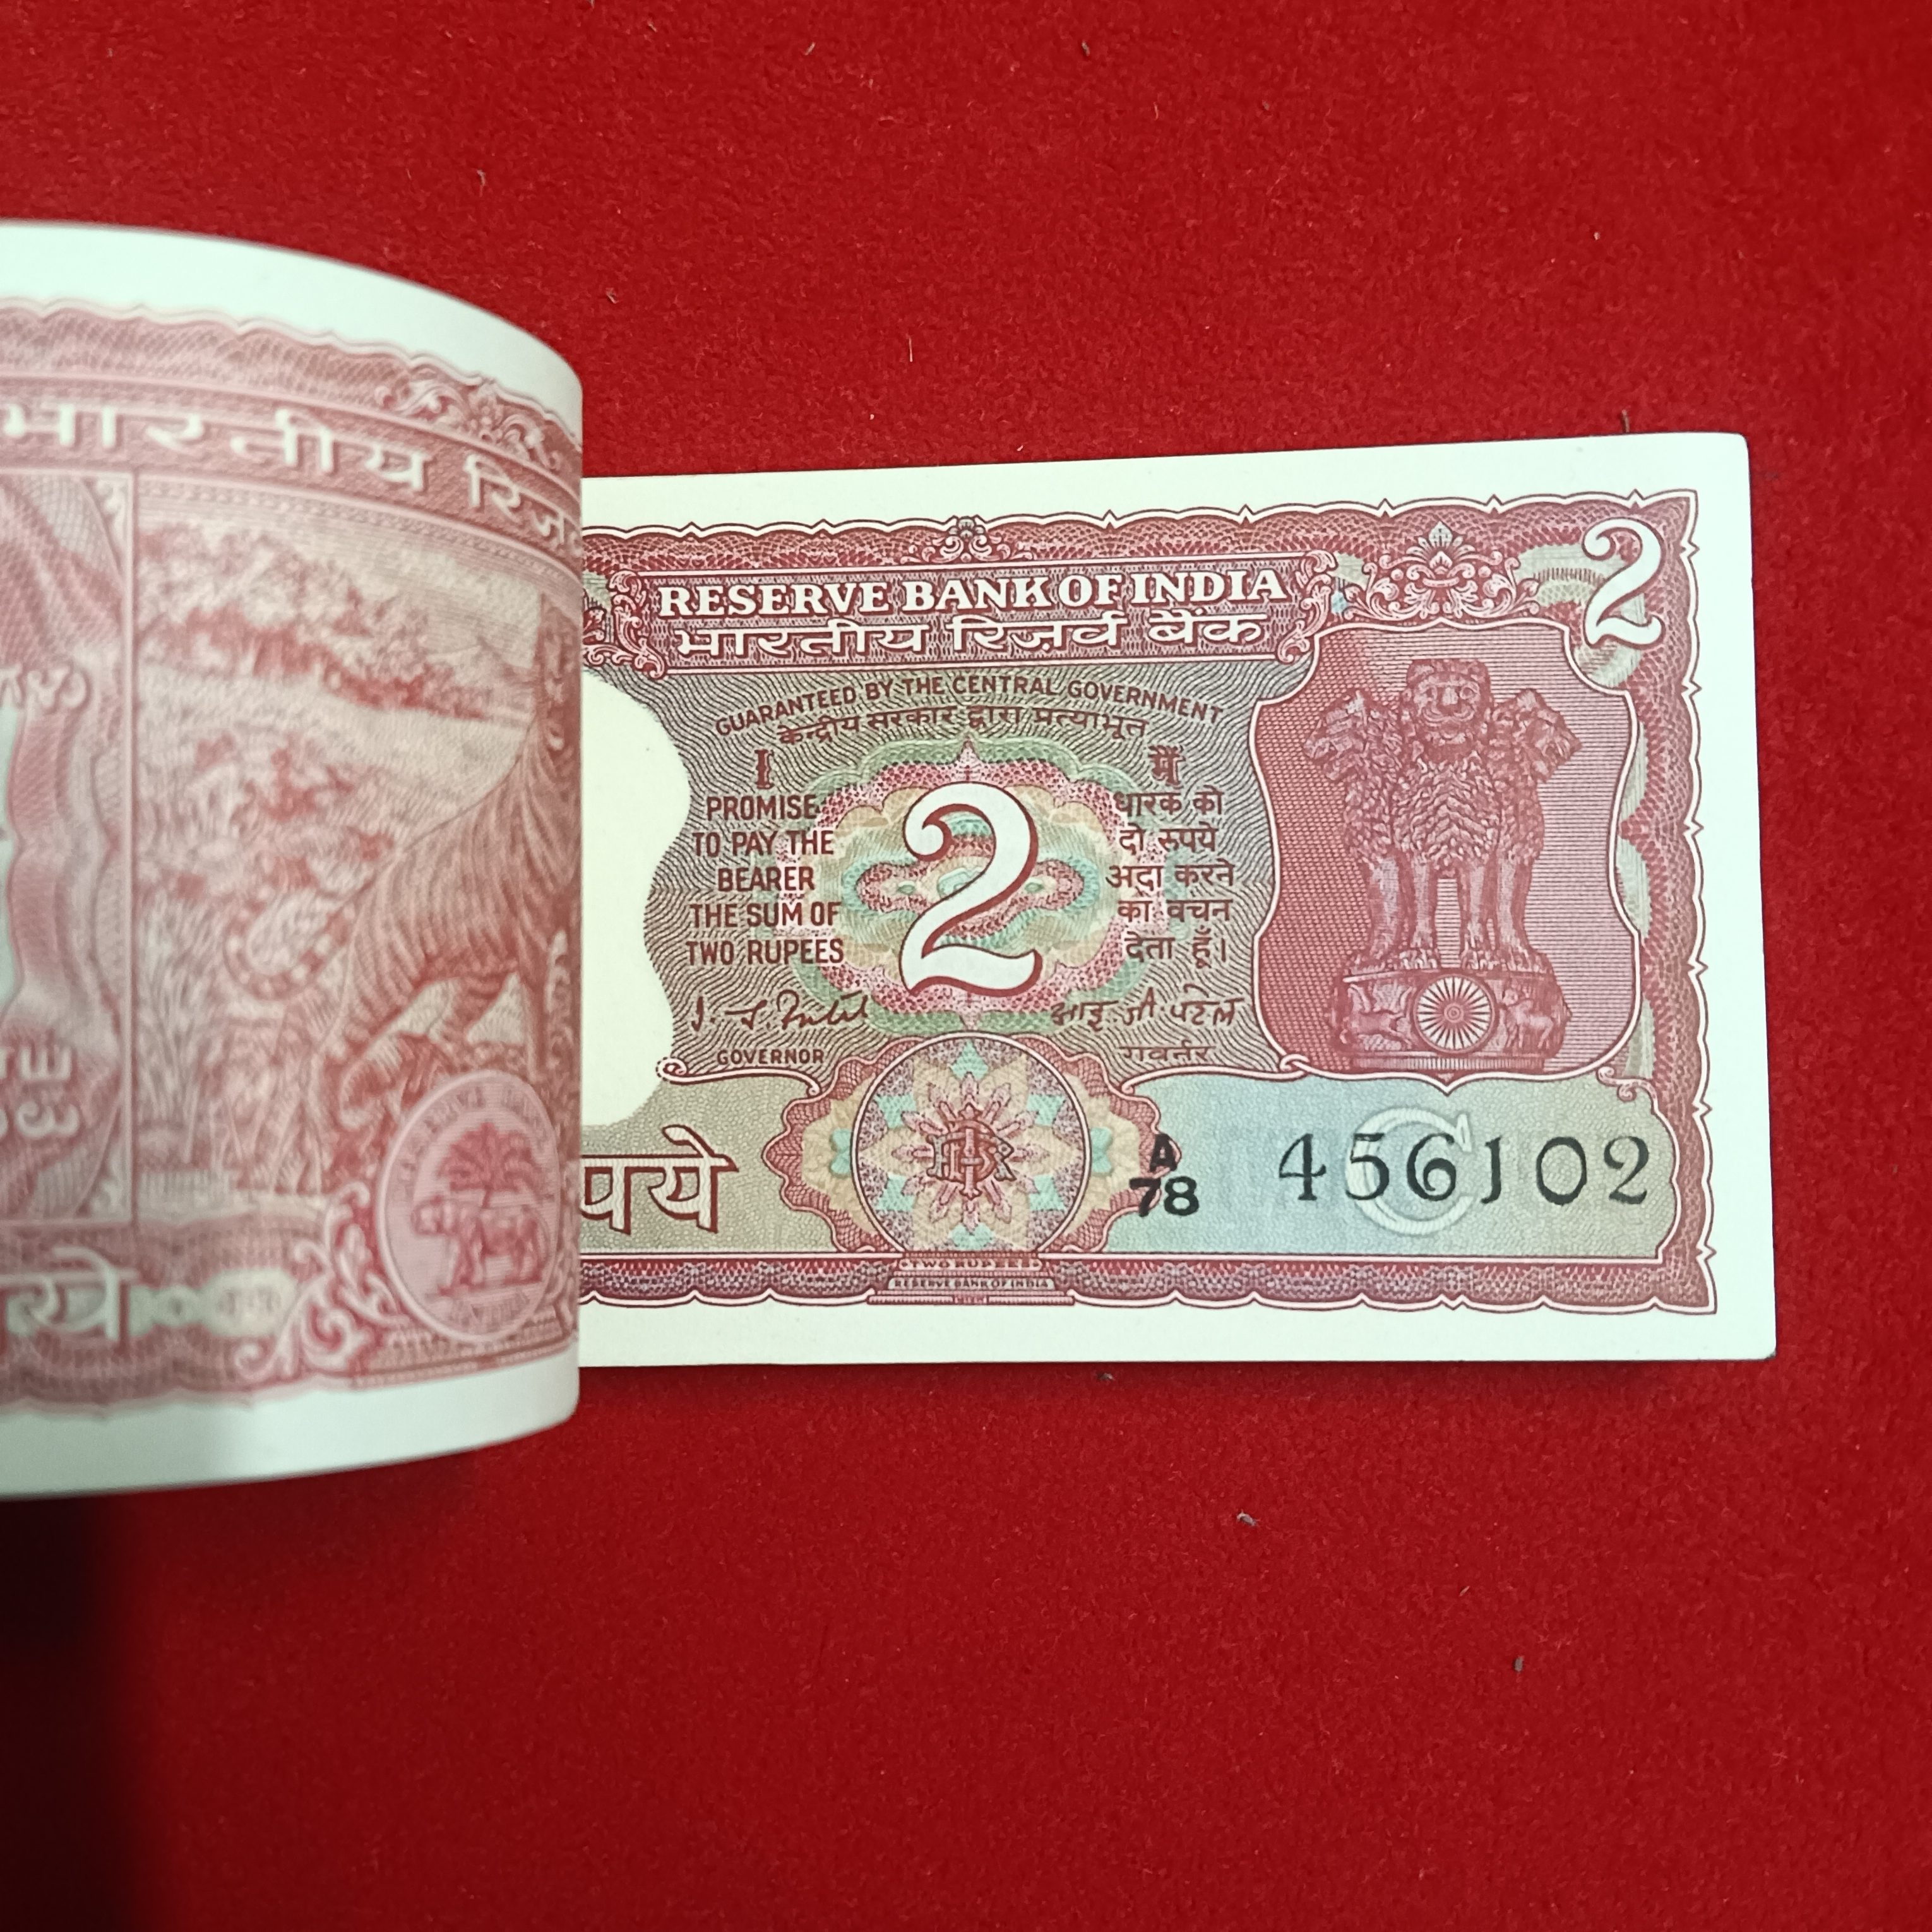 भारतीय रिज़
RESERVE BANK OF INDIA
भारतीय रिज़र्व बैंक
2
GUARANTEED BY THE CENTRAL GOVERNMENT
केन्द्रीय सरकार द्वारा प्रत्याभूत
I
PROMISE
TO PAY THE
BEARER
THE SUM OF
TWO RUPEES
2
मैं
धारक को
दो रुपये
अदा करने
का वचन
देता हूँ।
आइ. जी. पटेल
GOVERNOR
गवर्नर
पये
A
78
C
456102
TWO RUPEES
RESERVE BANK OF INDIA